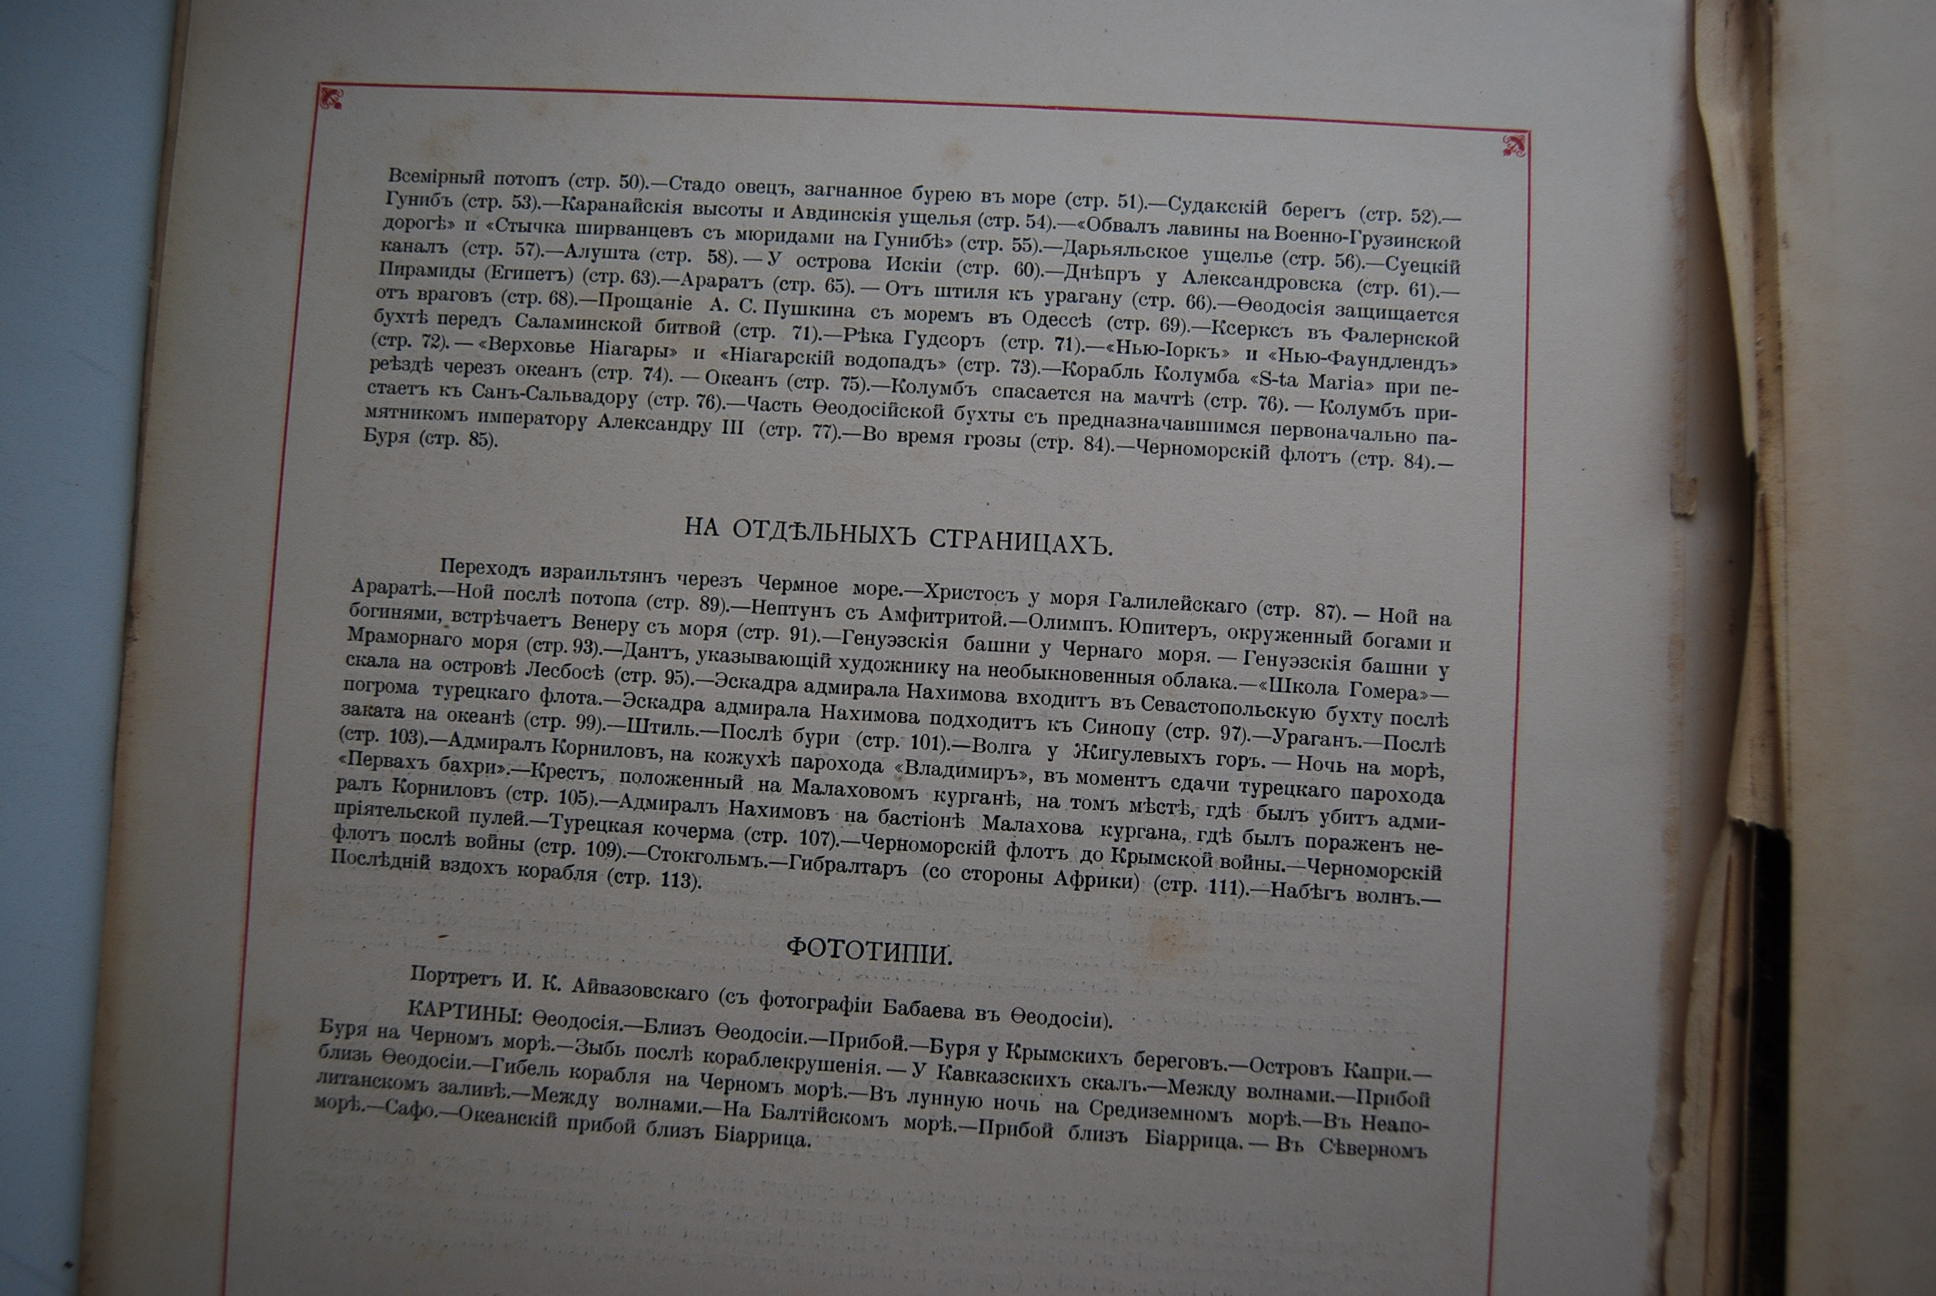 Всемірный потопъ (стр. 50).—Стадо овецъ, загнанное бурею въ море (стр. 51).—Судакскій берегъ (стр. 52).—
Гунибъ (стр. 53).—Каранайскія высоты и Авдинскія ущелья (стр. 54).—«Обвалъ лавины на Военно-Грузинской
дорогѣ» и «Стычка ширванцевъ съ мюридами на Гунибѣ» (стр. 55).—Дарьяльское ущелье (стр. 56).—Суецкій
каналъ (стр. 57).—Алушта (стр. 58).—У острова Искіи (стр. 60).—Днѣпръ у Александровска (стр. 61).—
Пирамиды (Египетъ) (стр. 63).—Араратъ (стр. 65).—Отъ штиля къ урагану (стр. 66).—Ѳеодосія защищается
отъ враговъ (стр. 68).—Прощаніе А. С. Пушкина съ моремъ въ Одессѣ (стр. 69).—Ксерксъ въ Фалернской
бухтѣ передъ Саламинской битвой (стр. 71).—Рѣка Гудсоръ (стр. 71).—«Нью-Іоркъ» и «Нью-Фаундлендъ»
(стр. 72).—«Верховье Ніагары» и «Ніагарскій водопадъ» (стр. 73).—Корабль Колумба «S-ta Maria» при пе-
реѣздѣ черезъ океанъ (стр. 74).—Океанъ (стр. 75).—Колумбъ спасается на мачтѣ (стр. 76).—Колумбъ при-
стаетъ къ Санъ-Сальвадору (стр. 76).—Часть Ѳеодосійской бухты съ предназначавшимся первоначально па-
мятникомъ императору Александру III (стр. 77).—Во время грозы (стр. 84).—Черноморскій флотъ (стр. 84).—
Буря (стр. 85).
НА ОТДѢЛЬНЫХЪ СТРАНИЦАХЪ.
Переходъ израильтянъ черезъ Чермное море.—Христосъ у моря Галилейскаго (стр. 87).—Ной на
Араратѣ.—Ной послѣ потопа (стр. 89).—Нептунъ съ Амфитритой.—Олимпъ. Юпитеръ, окруженный богами и
богинями, встрѣчаетъ Венеру съ моря (стр. 91).—Генуэзскія башни у Чернаго моря.—Генуэзскія башни у
Мраморнаго моря (стр. 93).—Дантъ, указывающій художнику на необыкновенныя облака.—«Школа Гомера»—
скала на островѣ Лесбосѣ (стр. 95).—Эскадра адмирала Нахимова входитъ въ Севастопольскую бухту послѣ
погрома турецкаго флота.—Эскадра адмирала Нахимова подходитъ къ Синопу (стр. 97).—Ураганъ.—Послѣ
заката на океанѣ (стр. 99).—Штиль.—Послѣ бури (стр. 101).—Волга у Жигулевыхъ горъ.—Ночь на морѣ,
(стр. 103).—Адмиралъ Корниловъ, на кожухѣ парохода «Владимиръ», въ моментъ сдачи турецкаго парохода
«Первахъ бахри».—Крестъ, положенный на Малаховомъ курганѣ, на томъ мѣстѣ, гдѣ былъ убитъ адми-
ралъ Корниловъ (стр. 105).—Адмиралъ Нахимовъ на бастіонѣ Малахова кургана, гдѣ былъ пораженъ не-
пріятельской пулей.—Турецкая кочерма (стр. 107).—Черноморскій флотъ до Крымской войны.—Черноморскій
флотъ послѣ войны (стр. 109).—Стокгольмъ.—Гибралтаръ (со стороны Африки) (стр. 111).—Набѣгъ волнъ.—
Послѣдній вздохъ корабля (стр. 113).
ФОТОТИПІИ.
Портретъ И. К. Айвазовскаго (съ фотографіи Бабаева въ Ѳеодосіи).
КАРТИНЫ: Ѳеодосія.—Близъ Ѳеодосіи.—Прибой.—Буря у Крымскихъ береговъ.—Островъ Капри.—
Буря на Черномъ морѣ.—Зыбь послѣ кораблекрушенія.—У Кавказскихъ скалъ.—Между волнами.—Прибой
близь Ѳеодосіи.—Гибель корабля на Черномъ морѣ.—Въ лунную ночь на Средиземномъ морѣ.—Въ Неапо-
литанскомъ заливѣ.—Между волнами.—На Балтійскомъ морѣ.—Прибой близъ Біаррица.—Въ Сѣверномъ
морѣ.—Сафо.—Океанскій прибой близъ Біаррица.